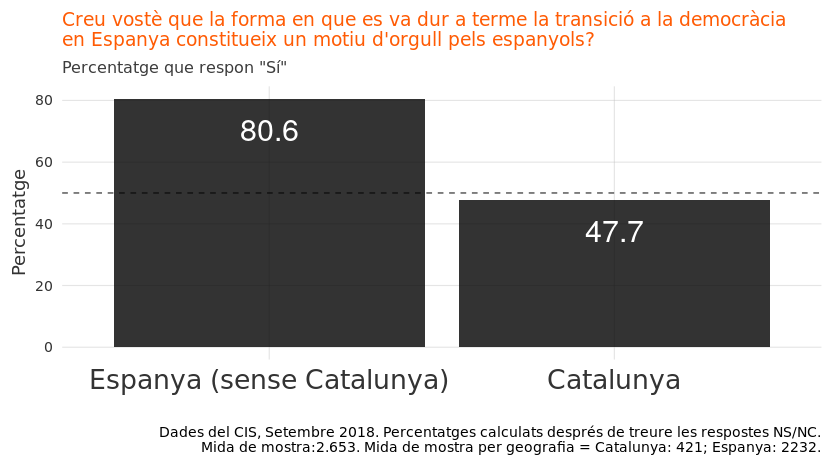 Creu vostè que la forma en que es va dur a terme la transició a la democràcia
en Espanya constitueix un motiu d'orgull pels espanyols?
Percentatge que respon "Sí"
Percentatge
80
60
40
20
0
80.6
47.7
Espanya (sense Catalunya)
Catalunya
Dades del CIS, Setembre 2018. Percentatges calculats després de treure les respostes NS/NC.
Mida de mostra:2.653. Mida de mostra per geografia = Catalunya: 421; Espanya: 2232.